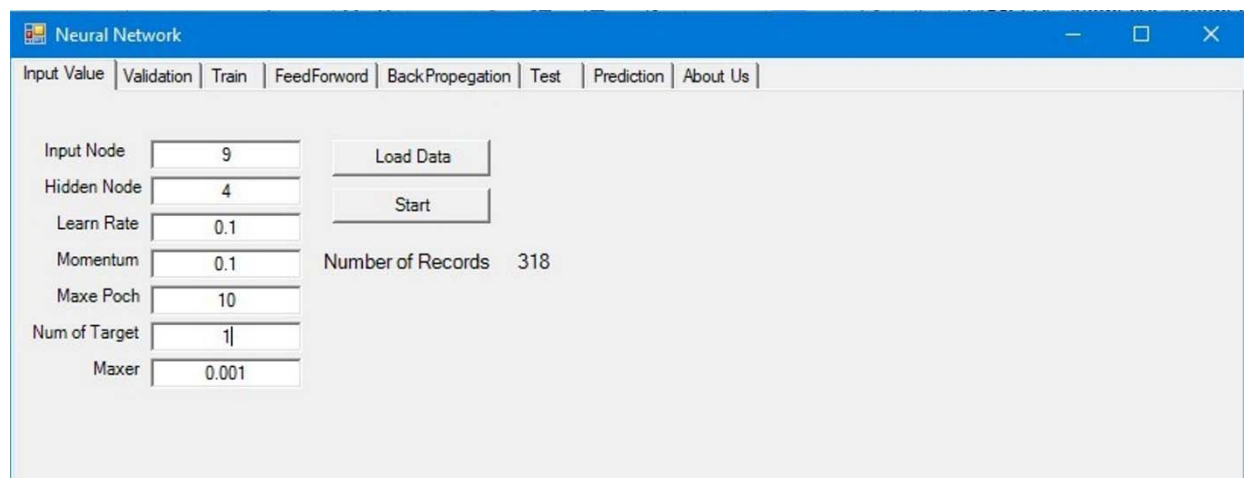 Neural Network
Input Value Validation Train FeedForword BackPropegation Test Prediction About Us
Input Node 9 Load Data
Hidden Node 4 Start
Learn Rate 0.1
Momentum 0.1 Number of Records 318
Maxe Poch 10
Num of Target 1
Maxer 0.001